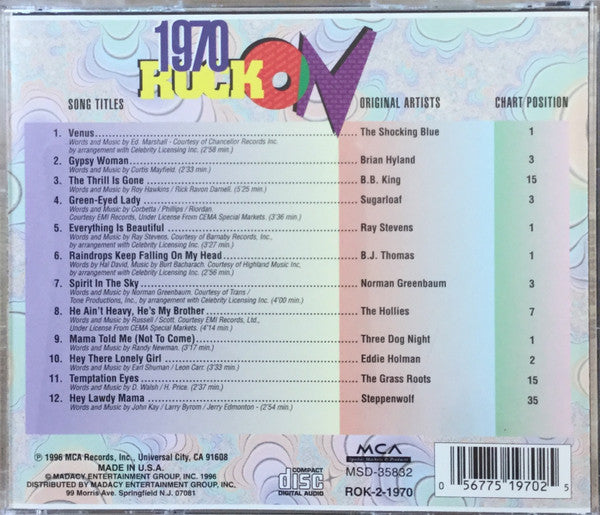 1970
ROCK ON
SONG TITLES ORIGINAL ARTISTS CHART POSITION
1. Venus The Shocking Blue 1
Words and Music by Ed. Marshall - Courtesy of Chancellor Records Inc.
by arrangement with Celebrity Licensing Inc. (2'58 min.)
2. Gypsy Woman Brian Hyland 3
Words and Music by Curtis Mayfield. (2'33 min.)
3. The Thrill Is Gone B.B. King 15
Words and Music by Roy Hawkins / Rick Ravon Darnell. (5'25 min.)
4. Green-Eyed Lady Sugarloaf 3
Words and Music by Corbetta / Phillips / Riordan.
Courtesy EMI Records, Under License From CEMA Special Markets. (3'36 min.)
5. Everything Is Beautiful Ray Stevens 1
Words and Music by Ray Stevens. Courtesy of Barnaby Records, Inc.,
by arrangement with Celebrity Licensing Inc. (3'27 min.)
6. Raindrops Keep Falling On My Head B.J. Thomas 1
Words by Hal David, Music by Burt Bacharach. Courtesy of Highland Music Inc,
by arrangement with Celebrity Licensing Inc. (2'56 min.)
7. Spirit In The Sky Norman Greenbaum 3
Words and Music by Norman Greenbaum. Courtesy of Trans /
Tone Productions, Inc., by arrangement with Celebrity Licensing Inc. (4'00 min.)
8. He Ain't Heavy, He's My Brother The Hollies 7
Words and Music by Russell / Scott. Courtesy EMI Records, Ltd.,
Under License From CEMA Special Markets. (4'14 min.)
9. Mama Told Me (Not To Come) Three Dog Night 1
Words and Music by Randy Newman. (3'17 min.)
10. Hey There Lonely Girl Eddie Holman 2
Words and Music by Earl Shuman / Leon Carr. (3'33 min.)
11. Temptation Eyes The Grass Roots 15
Words and Music by D. Walsh / H. Price. (2'37 min.)
12. Hey Lawdy Mama Steppenwolf 35
Words and Music by John Kay / Larry Byrom / Jerry Edmonton - (2'54 min.)
℗ 1996 MCA Records, Inc., Universal City, CA 91608
MADE IN U.S.A.
© MADACY ENTERTAINMENT GROUP, INC. 1996
DISTRIBUTED BY MADACY ENTERTAINMENT GROUP, INC.
99 Morris Ave. Springfield N.J. 07081
COMPACT
disc
DIGITAL AUDIO
MCA
Special Markets & Products
MSD-35832
ROK-2-1970
0 56775 19702 5